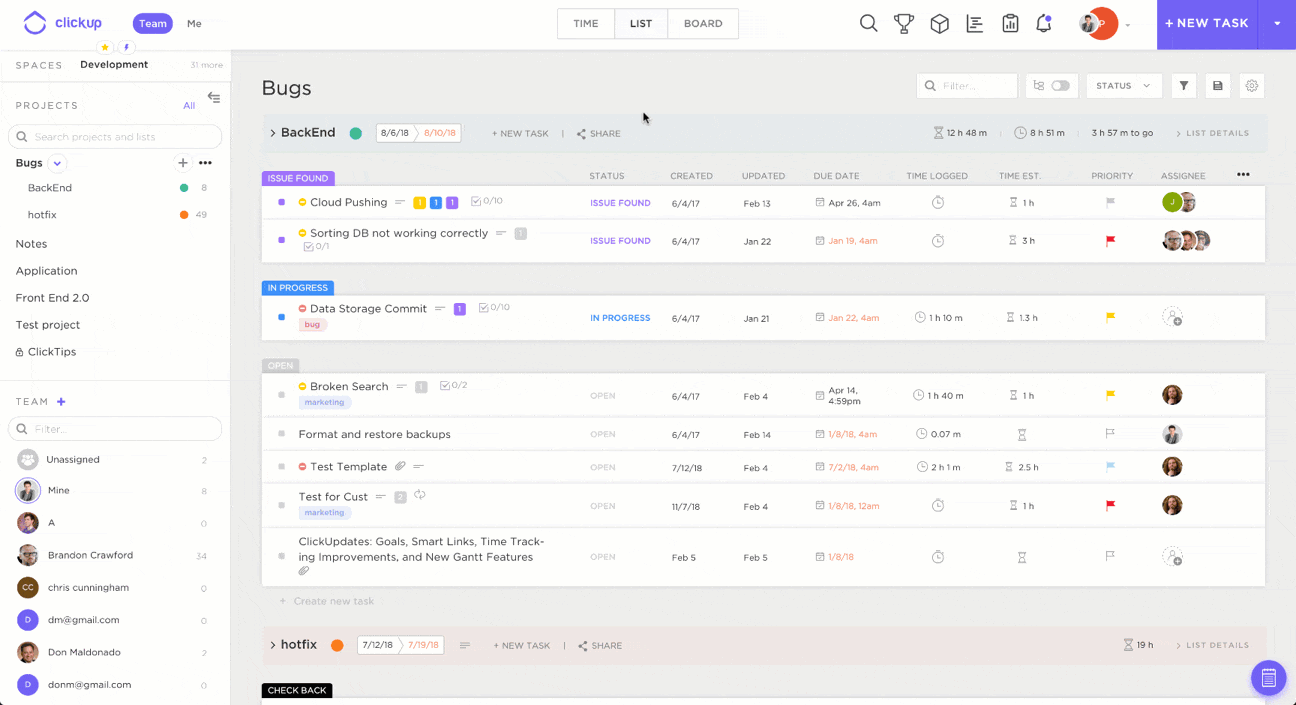 clickup Team Me TIME LIST BOARD P + NEW TASK
SPACES Development 31 more
PROJECTS All
Search projects and lists
Bugs
BackEnd 8
hotfix 49
Notes
Application
Front End 2.0
Test project
ClickTips
TEAM +
Filter...
Unassigned 2
Mine 8
A 0
Brandon Crawford 34
CC chris cunningham 0
D dm@gmail.com 0
Don Maldonado 2
D donm@gmail.com 0
Bugs Filter... STATUS
BackEnd 8/6/18 8/10/18 + NEW TASK | SHARE 12 h 48 m 8 h 51 m 3 h 57 m to go LIST DETAILS
ISSUE FOUND STATUS CREATED UPDATED DUE DATE TIME LOGGED TIME EST. PRIORITY ASSIGNEE
Cloud Pushing 1 1 1 0/10 ISSUE FOUND 6/4/17 Feb 13 Apr 26, 4am 1 h J
Sorting DB not working correctly 1 ISSUE FOUND 6/4/17 Jan 22 Jan 19, 4am 3 h
0/1
IN PROGRESS
Data Storage Commit 1 0/10 IN PROGRESS 6/4/17 Jan 21 Jan 22, 4am 1 h 10 m 1.3 h
bug
OPEN
Broken Search 1 0/2 OPEN 6/4/17 Feb 4 Apr 14, 1 h 40 m 1 h
marketing 4:59pm
Format and restore backups OPEN 6/4/17 Feb 14 1/8/18, 4am 0.07 m
Test Template OPEN 7/12/18 Feb 4 7/2/18, 4am 2 h 1 m 2.5 h
Test for Cust 2 OPEN 11/7/18 Feb 4 1/8/18, 12am 1 h
marketing
ClickUpdates: Goals, Smart Links, Time Track-
ing Improvements, and New Gantt Features OPEN Feb 5 Feb 5 1/8/18
+ Create new task
hotfix 7/12/18 7/19/18 + NEW TASK | SHARE 19 h LIST DETAILS
CHECK BACK